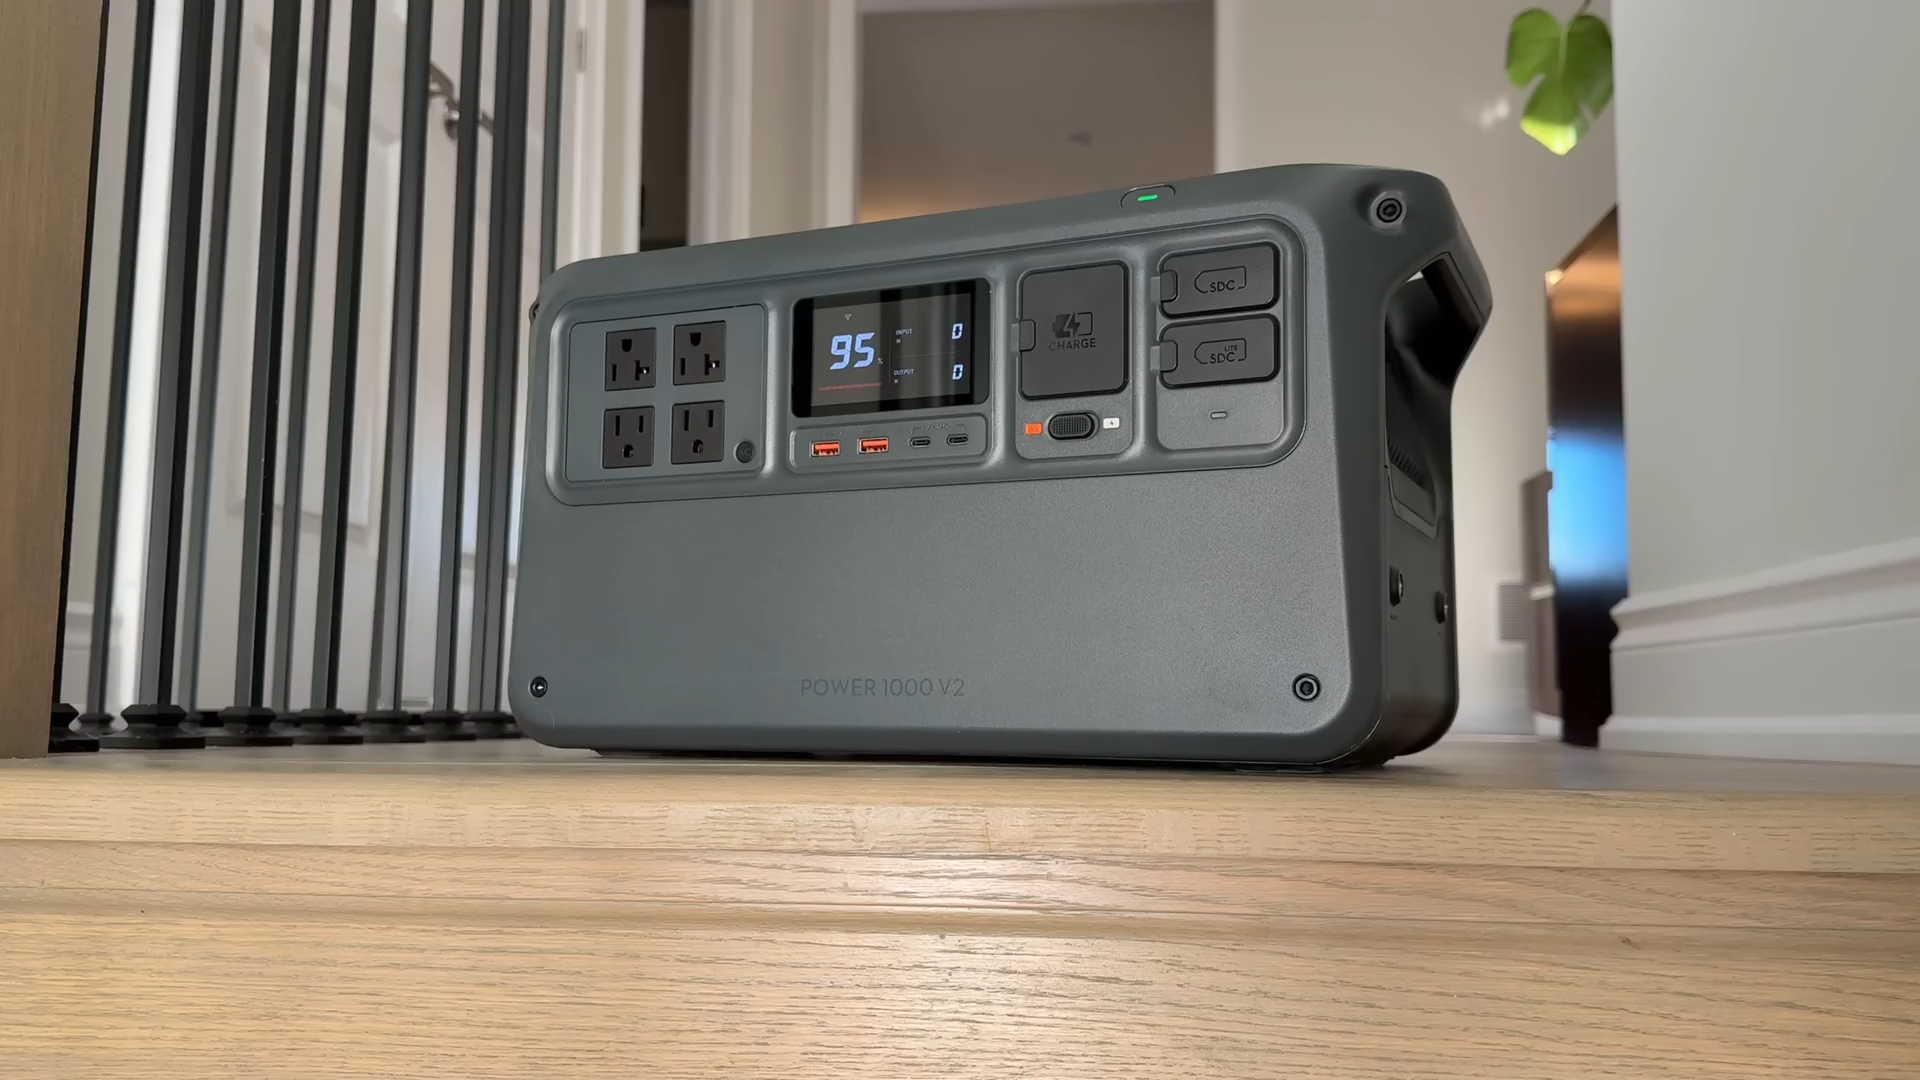 95 %
INPUT
W
0
OUTPUT
W
0
CHARGE
SDC
SDC LITE
POWER 1000 V2